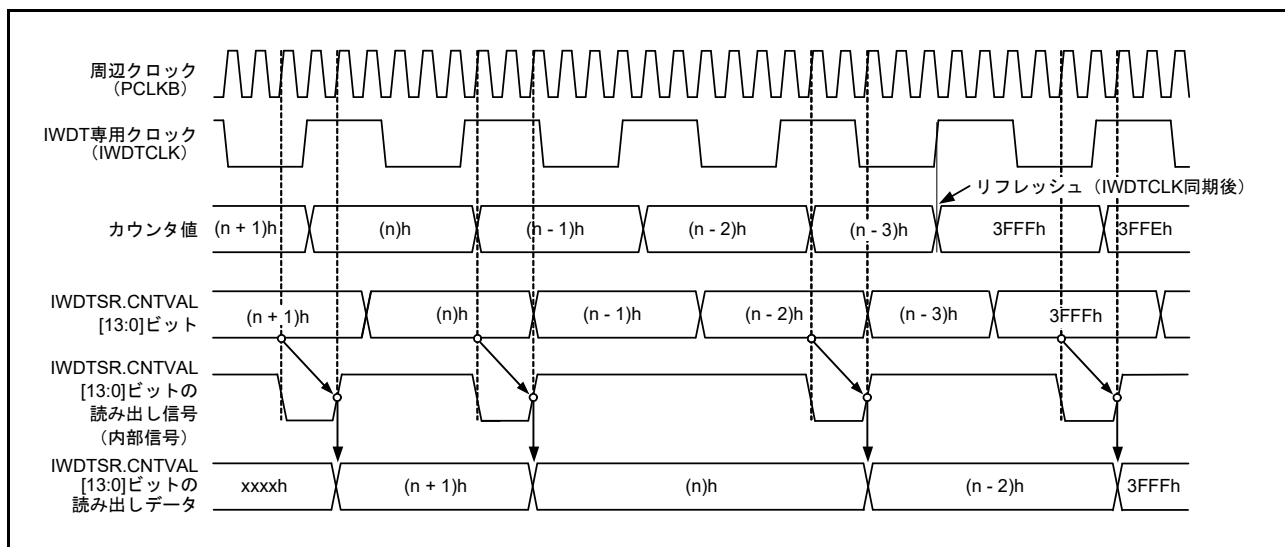 周辺クロック
（PCLKB）
IWDT専用クロック
（IWDTCLK）
リフレッシュ（IWDTCLK同期後）
カウンタ値
(n + 1)h
(n)h
(n - 1)h
(n - 2)h
(n - 3)h
3FFFh
3FFEh
IWDTSR.CNTVAL
[13:0]ビット
(n + 1)h
(n)h
(n - 1)h
(n - 2)h
(n - 3)h
3FFFh
IWDTSR.CNTVAL
[13:0]ビットの
読み出し信号
（内部信号）
IWDTSR.CNTVAL
[13:0]ビットの
読み出しデータ
xxxxh
(n + 1)h
(n)h
(n - 2)h
3FFFh